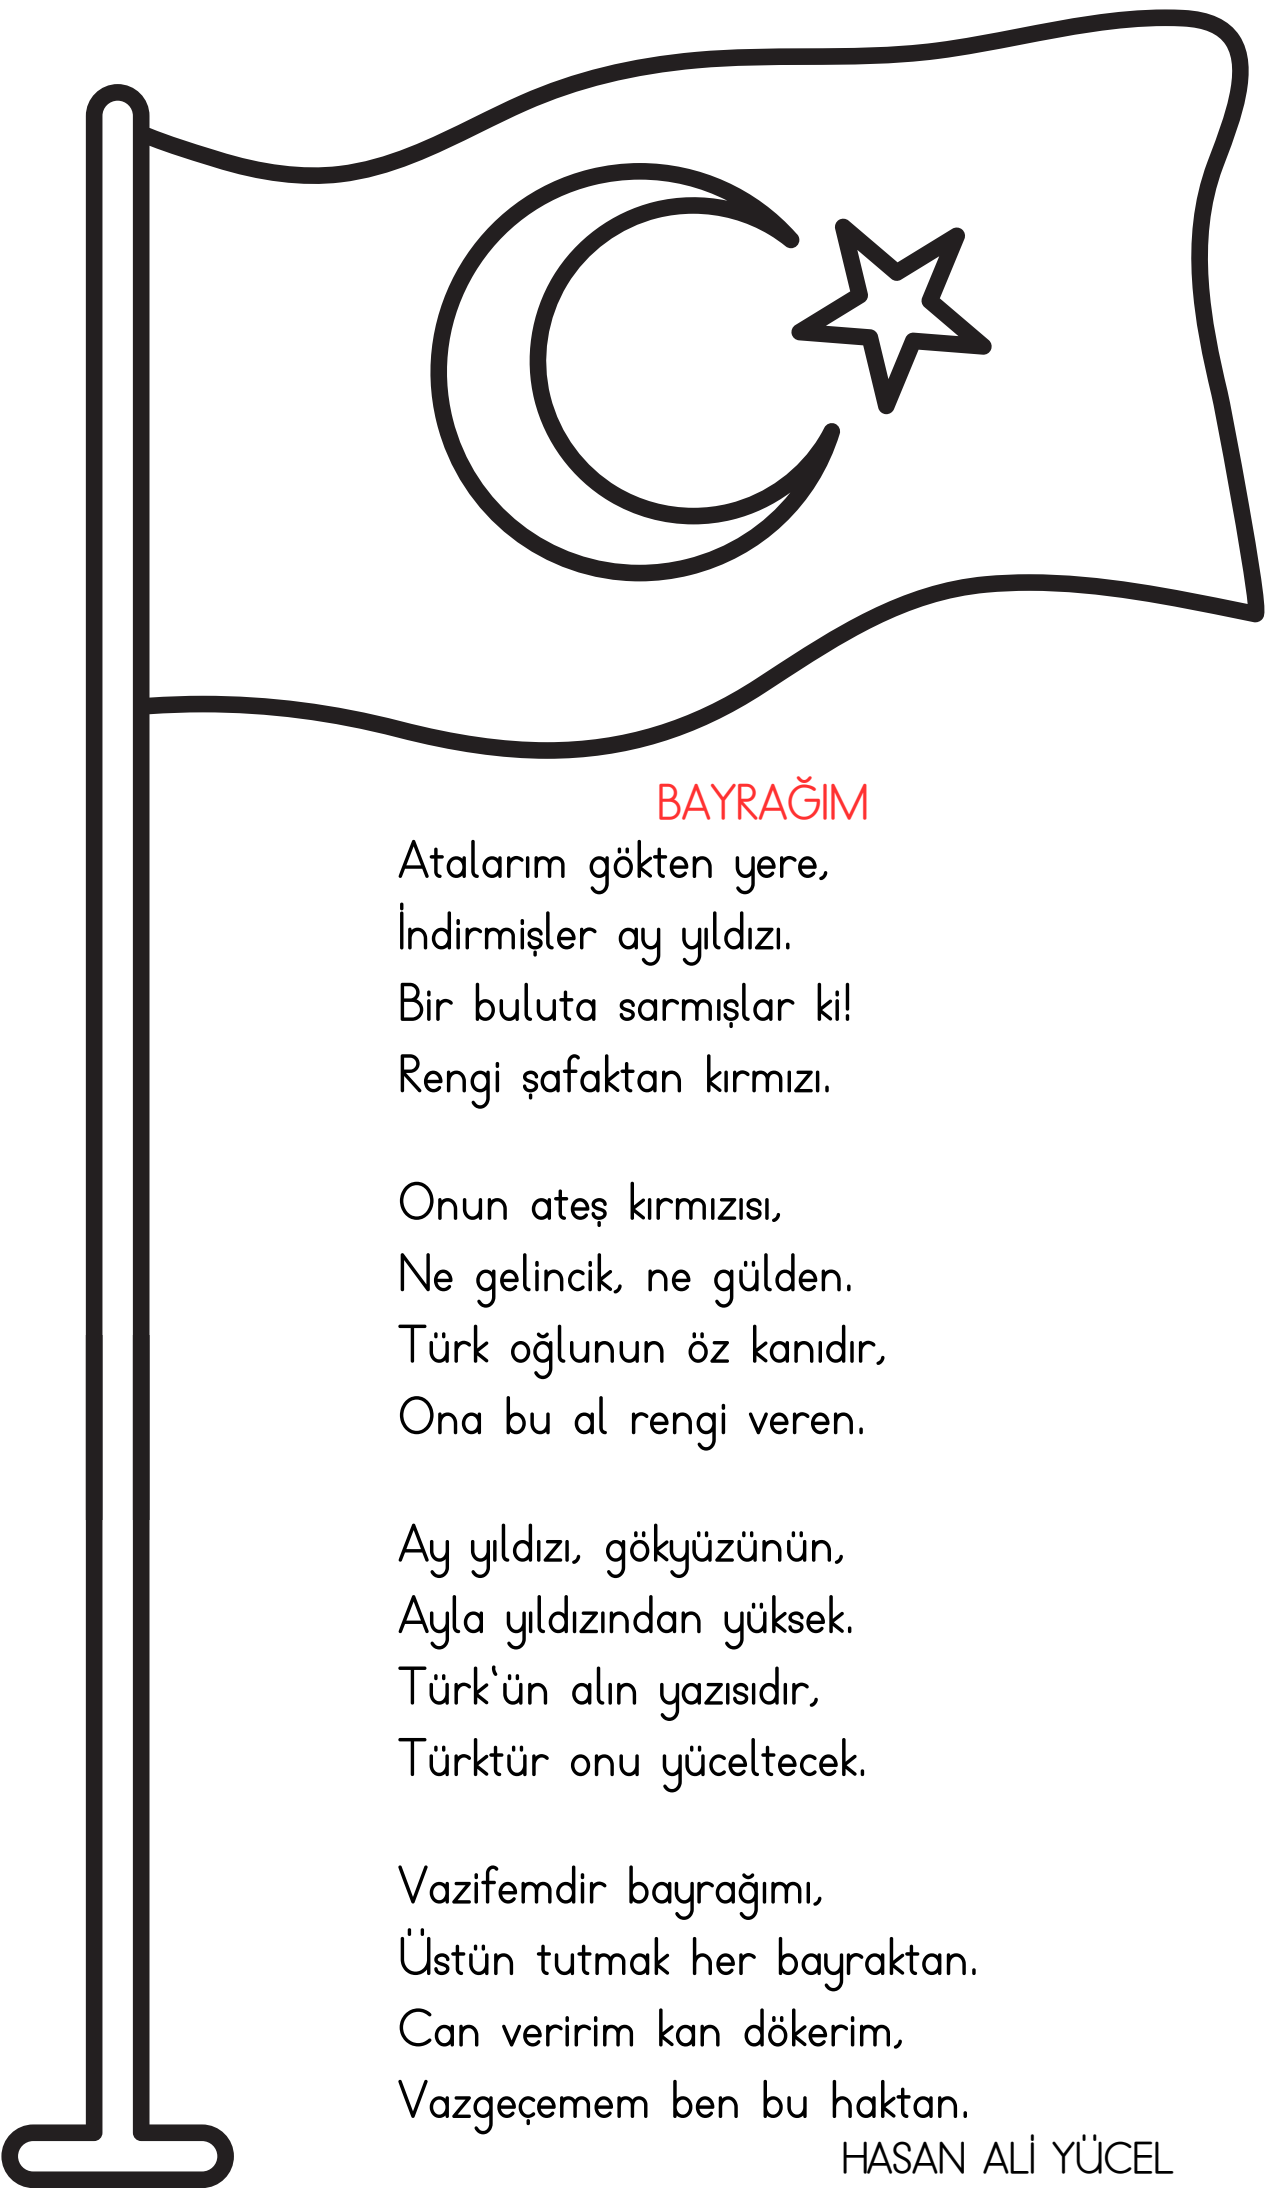 BAYRAĞIM
Atalarım gökten yere,
İndirmişler ay yıldızı.
Bir buluta sarmışlar ki!
Rengi şafaktan kırmızı.
Onun ateş kırmızısı,
Ne gelincik, ne gülden.
Türk oğlunun öz kanıdır,
Ona bu al rengi veren.
Ay yıldızı, gökyüzünün,
Ayla yıldızından yüksek.
Türk‘ün alın yazısıdır,
Türktür onu yüceltecek.
Vazifemdir bayrağımı,
Üstün tutmak her bayraktan.
Can veririm kan dökerim,
Vazgeçemem ben bu haktan.
HASAN ALİ YÜCEL